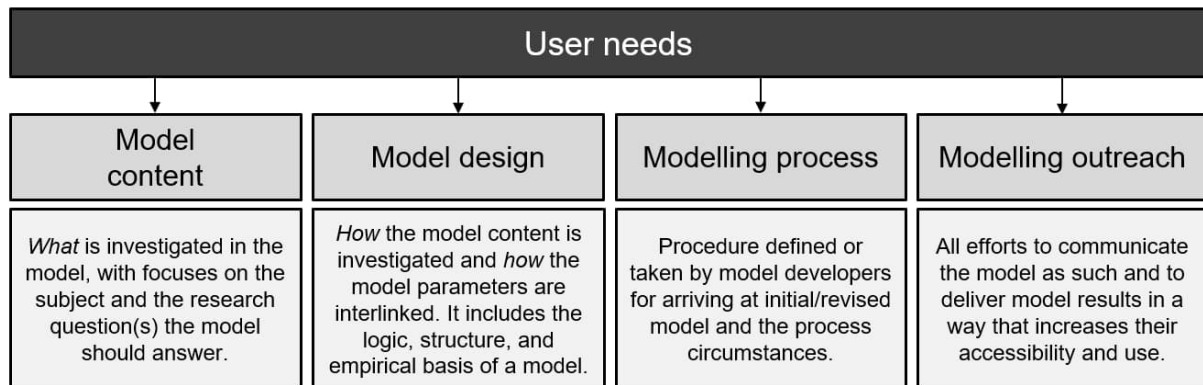 User needs
Model
content
Model design
Modelling process
Modelling outreach
What is investigated in the
model, with focuses on the
subject and the research
question(s) the model
should answer.
How the model content is
investigated and how the
model parameters are
interlinked. It includes the
logic, structure, and
empirical basis of a model.
Procedure defined or
taken by model developers
for arriving at initial/revised
model and the process
circumstances.
All efforts to communicate
the model as such and to
deliver model results in a
way that increases their
accessibility and use.